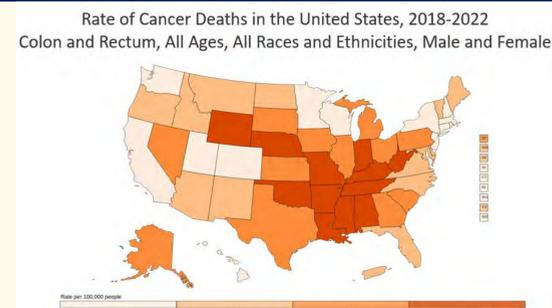 Rate of Cancer Deaths in the United States, 2018-2022
Colon and Rectum, All Ages, All Races and Ethnicities, Male and Female
Rate per 100,000 people